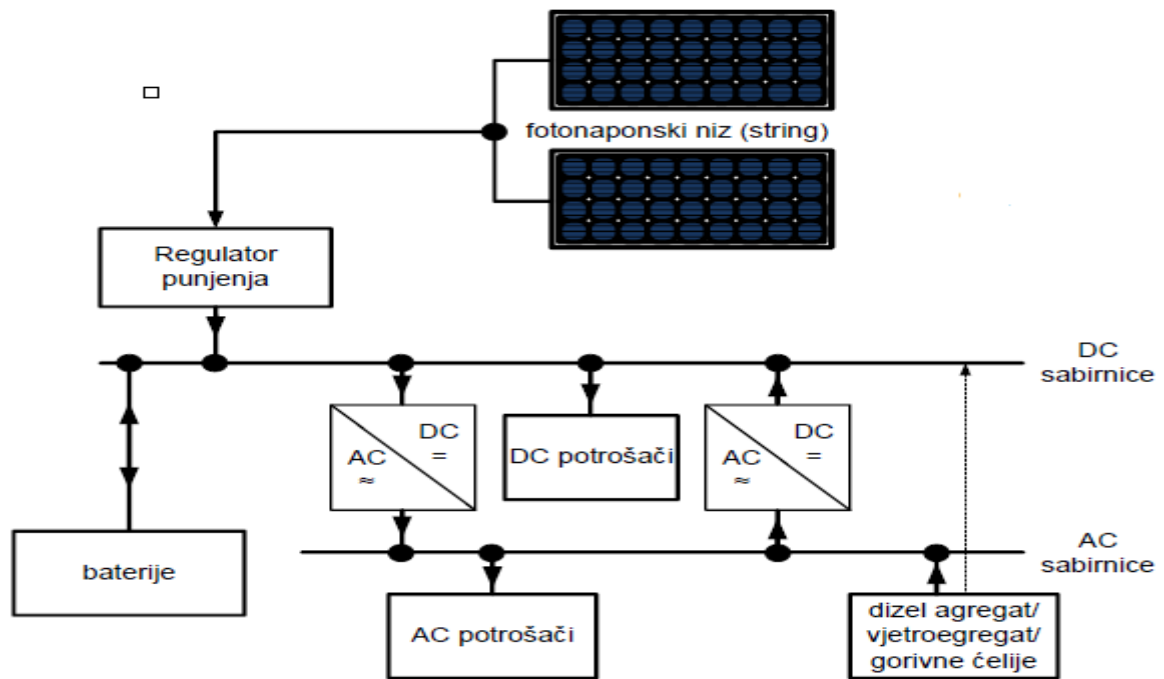 fotonaponski niz (string)
Regulator
punjenja
DC
sabirnice
DC
=
AC
≈
DC potrošači
DC
=
AC
≈
baterije
AC
sabirnice
AC potrošači
dizel agregat/
vjetroegregat/
gorivne ćelije